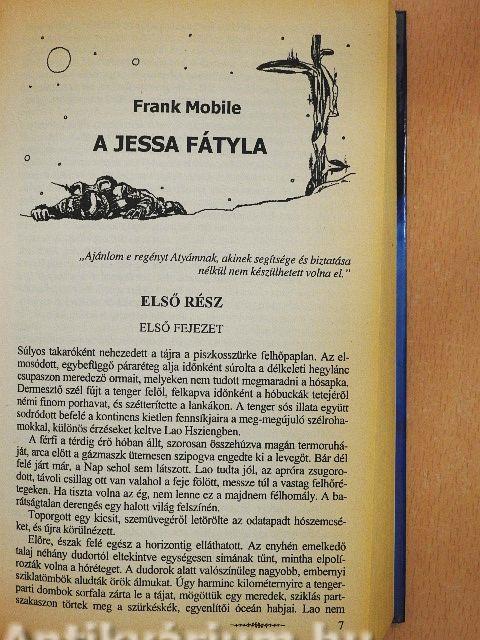 Frank Mobile
A JESSA FÁTYLA
„Ajánlom e regényt Atyámnak, akinek segítsége és biztatása
nélkül nem készülhetett volna el."
ELSŐ RÉSZ
ELSŐ FEJEZET
Súlyos takaróként nehezedett a tájra a piszkosszürke felhőpaplan. Az el-
mosódott, egybefüggő páraréteg alja időnként súrolta a délkeleti hegylánc
csupaszon meredező ormait, melyeken nem tudott megmaradni a hósapka.
Dermesztő szél fújt a tenger felől, felkapva időnként a hóbuckák tetejéről
némi finom porhavat, és szétterítette a lankákon. A tenger sós illata együtt
sodródott befelé a kontinens kietlen fennsíkjaira a meg-megújuló szélroha-
mokkal, különös érzéseket keltve Lao Hsziengben.
A férfi a térdig érő hóban állt, szorosan összehúzva magán termoruhá-
ját, arca előtt a gázmaszk ütemesen szipogva engedte ki a levegőt. Bár dél
felé járt már, a Nap sehol sem látszott. Lao tudta jól, az apróra zsugoro-
dott, távoli csillag ott van valahol a feje fölött, messze túl a vastag felhőré-
tegeken. Ha tiszta volna az ég, nem lenne ez a majdnem félhomály. A ba-
rátságtalan derengés egy halott világ felszínén.
Toporgott egy kicsit, szemüvegéről letörölte az odatapadt hószemcsé-
ket, és újra körülnézett.
Előre, észak felé egész a horizontig elláthatott. Az enyhén emelkedő
talaj néhány dudortól eltekintve egységesen simának tűnt, mintha elpolí-
rozták volna a hóréteget. A dudorok alatt valószínűleg nagyobb, embernyi
sziklatömbök aludták örök álmukat. Úgy harminc kilométernyire a tenger-
parti dombok sorfala zárta le a tájat, mögöttük egy meredek, sziklás part-
szakaszon törtek meg a szürkéskék, egyenlítői óceán habjai. Lao nem
7